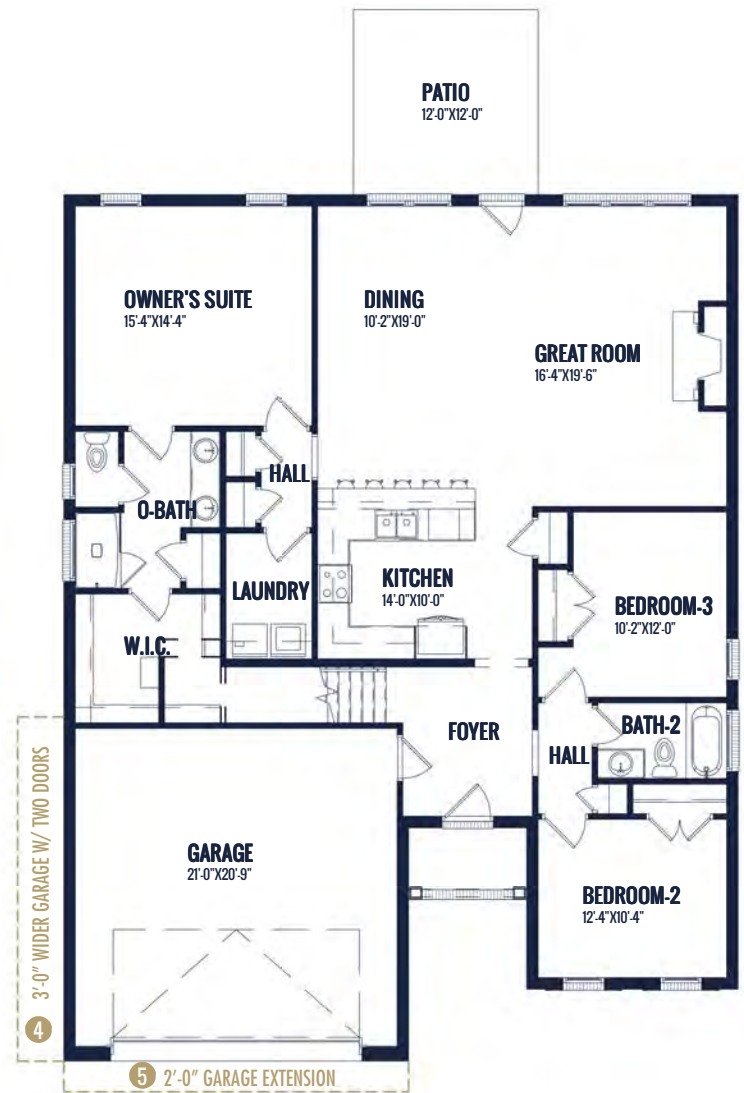 PATIO
12'-0"X12'-0"
OWNER'S SUITE
15'-4"X14'-4"
DINING
10'-2"X19'-0"
GREAT ROOM
16'-4"X19'-6"
HALL
O-BATH
LAUNDRY
KITCHEN
14'-0"X10'-0"
BEDROOM-3
10'-2"X12'-0"
W.I.C.
FOYER
HALL
BATH-2
GARAGE
21'-0"X20'-9"
BEDROOM-2
12'-4"X10'-4"
4 3'-0" WIDER GARAGE W/ TWO DOORS
5 2'-0" GARAGE EXTENSION